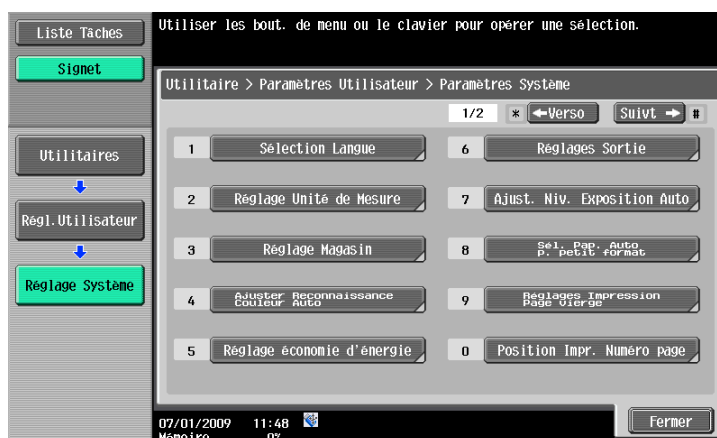 Liste Tâches
Utiliser les bout. de menu ou le clavier pour opérer une sélection.
Signet
Utilitaire > Paramètres Utilisateur > Paramètres Système
1/2 * ←Verso Suivt → #
Utilitaires
Régl.Utilisateur
Réglage Système
1 Sélection Langue
2 Réglage Unité de Mesure
3 Réglage Magasin
4 Ajuster Reconnaissance
Couleur Auto
5 Réglage économie d'énergie
6 Réglages Sortie
7 Ajust. Niv. Exposition Auto
8 Sél. Pap. Auto
P. petit format
9 Réglages Impression
Page Vierge
0 Position Impr. Numéro page
07/01/2009 11:48
Mémoire 0%
Fermer